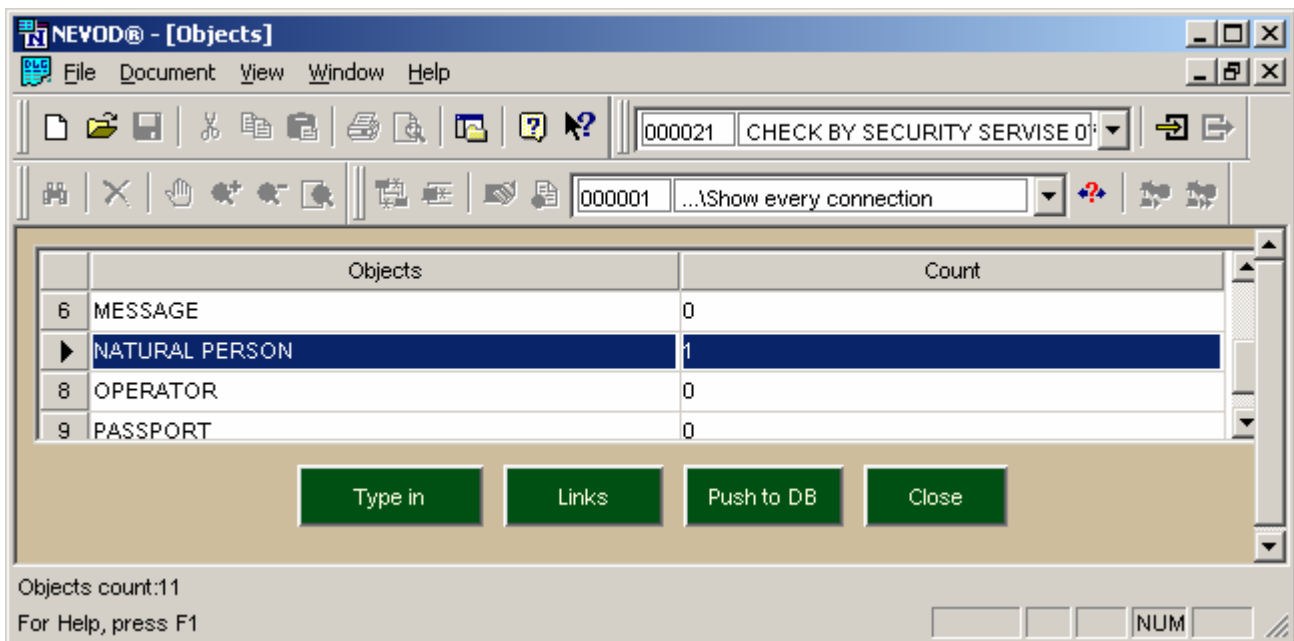 NEVOD® - [Objects]
File Document View Window Help
000021 CHECK BY SECURITY SERVISE
000001 ...\Show every connection
Objects Count
6 MESSAGE 0
NATURAL PERSON 1
8 OPERATOR 0
9 PASSPORT 0
Type in Links Push to DB Close
Objects count:11
For Help, press F1 NUM